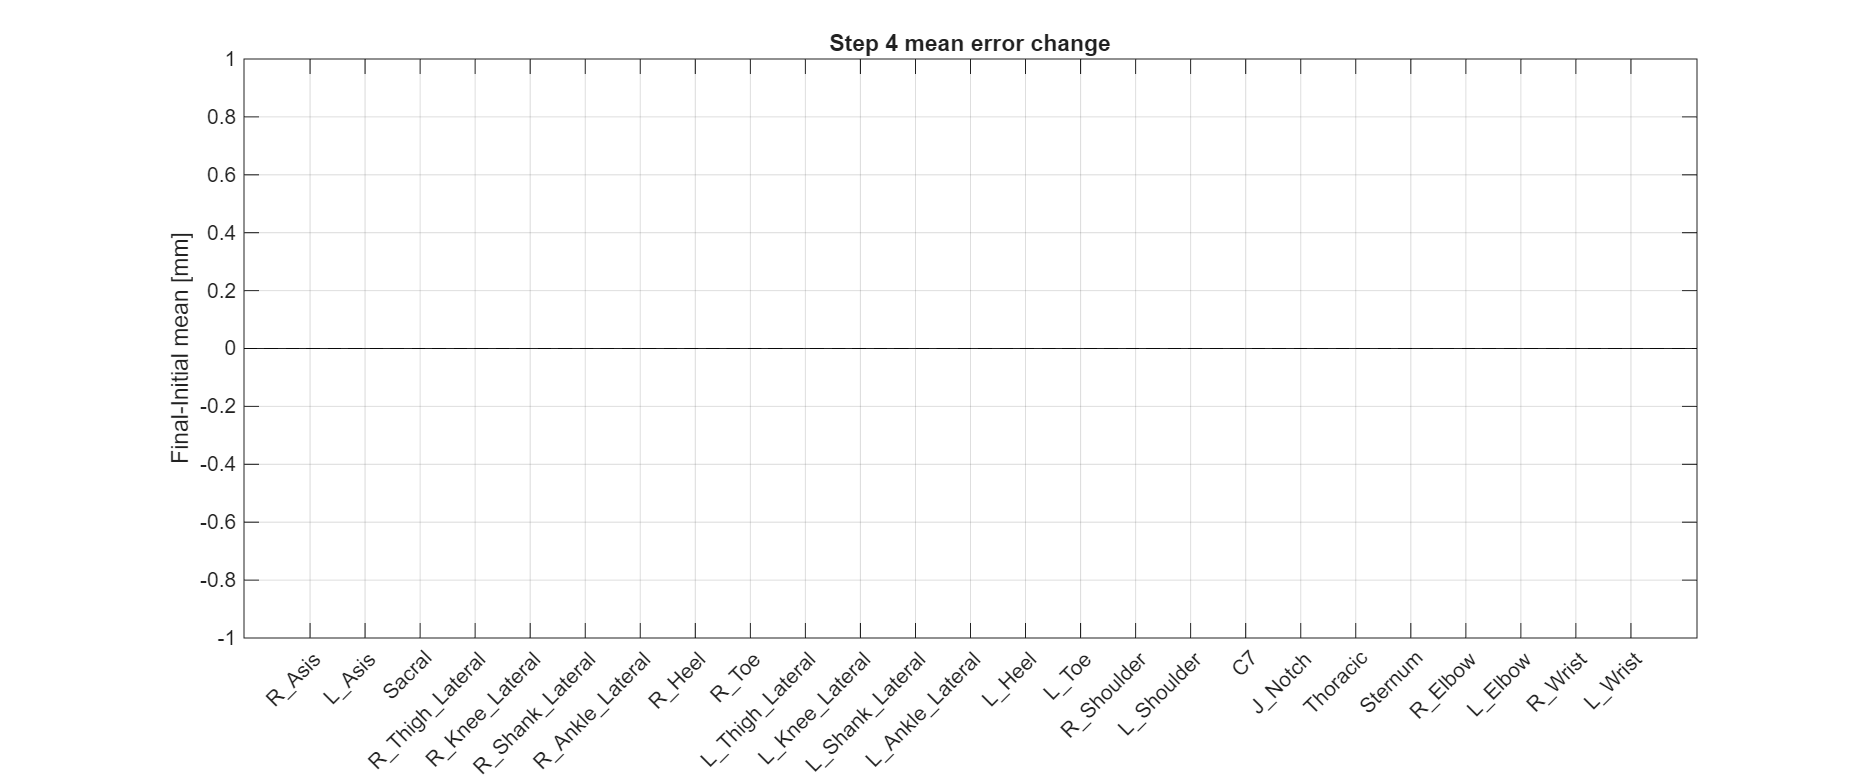 Step 4 mean error change
Final-Initial mean [mm]
1
0.8
0.6
0.4
0.2
0
-0.2
-0.4
-0.6
-0.8
-1
R_Asis
L_Asis
Sacral
R_Thigh_Lateral
R_Knee_Lateral
R_Shank_Lateral
R_Ankle_Lateral
R_Heel
R_Toe
L_Thigh_Lateral
L_Knee_Lateral
L_Shank_Lateral
L_Ankle_Lateral
L_Heel
L_Toe
R_Shoulder
L_Shoulder
C7
J_Notch
Thoracic
Sternum
R_Elbow
L_Elbow
R_Wrist
L_Wrist